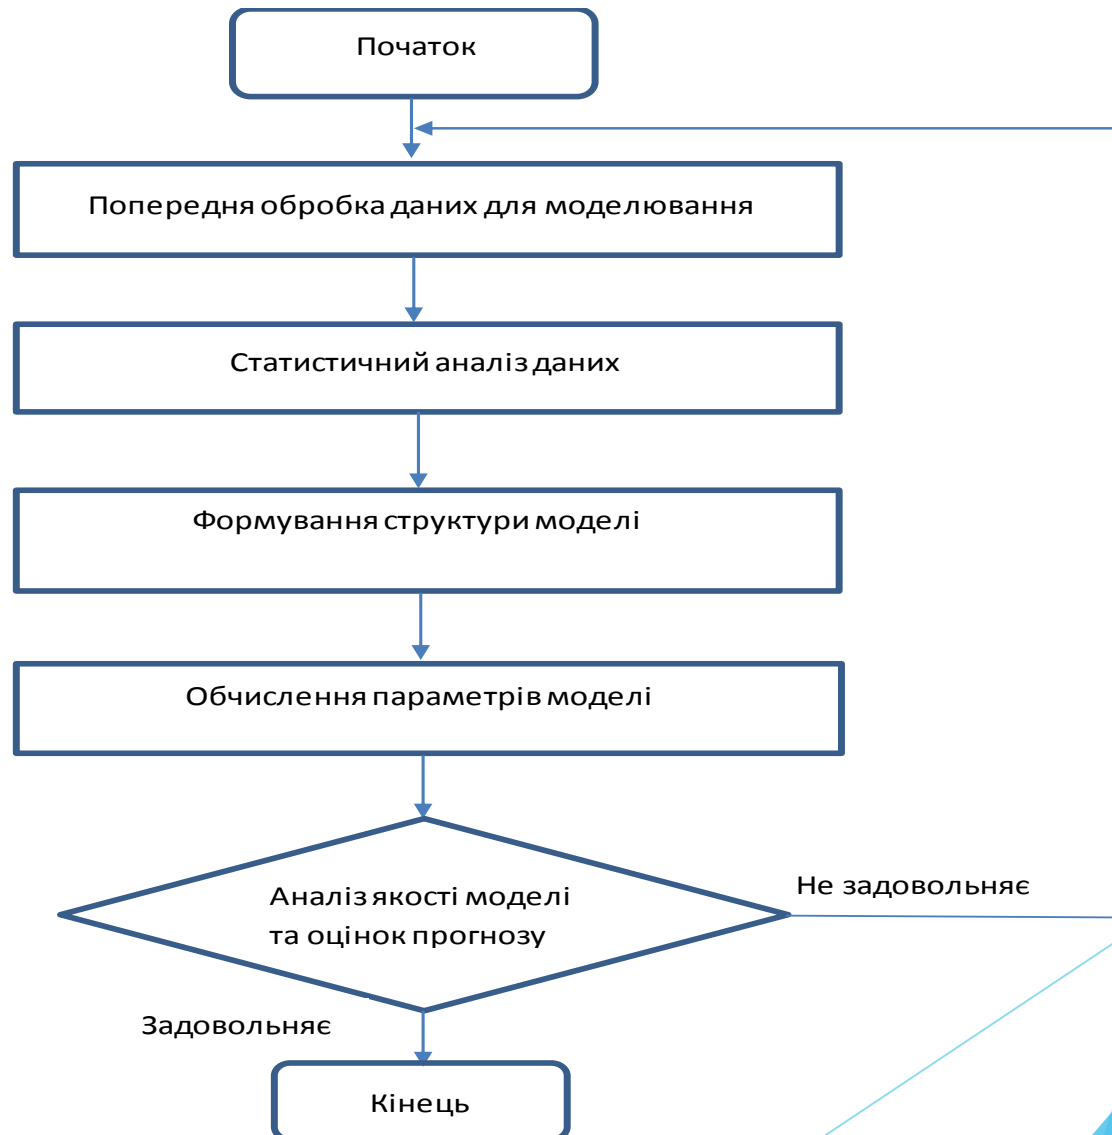 Початок
Попередня обробка даних для моделювання
Статистичний аналіз даних
Формування структури моделі
Обчислення параметрів моделі
Аналіз якості моделі
та оцінок прогнозу
Не задовольняє
Задовольняє
Кінець